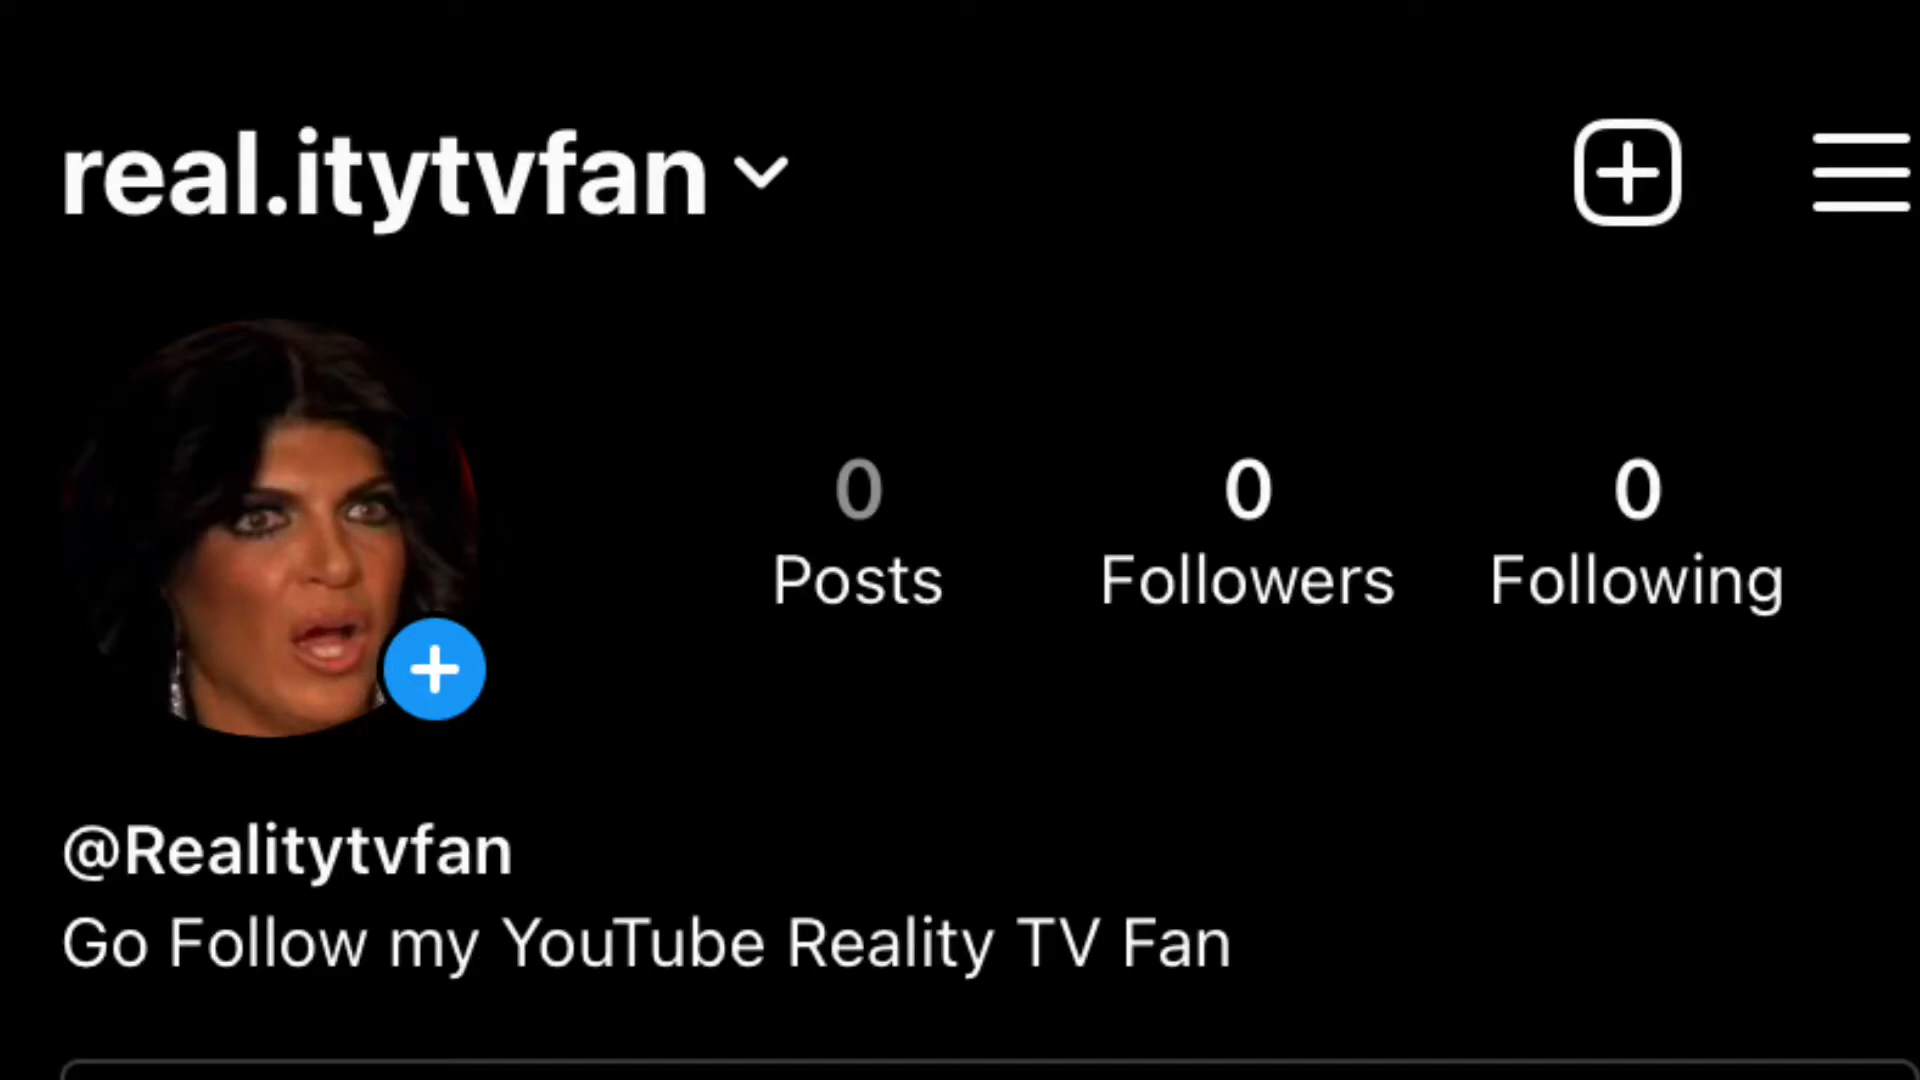 real.itytvfan
0 0 0
Posts Followers Following
@Realitytvfan
Go Follow my YouTube Reality TV Fan